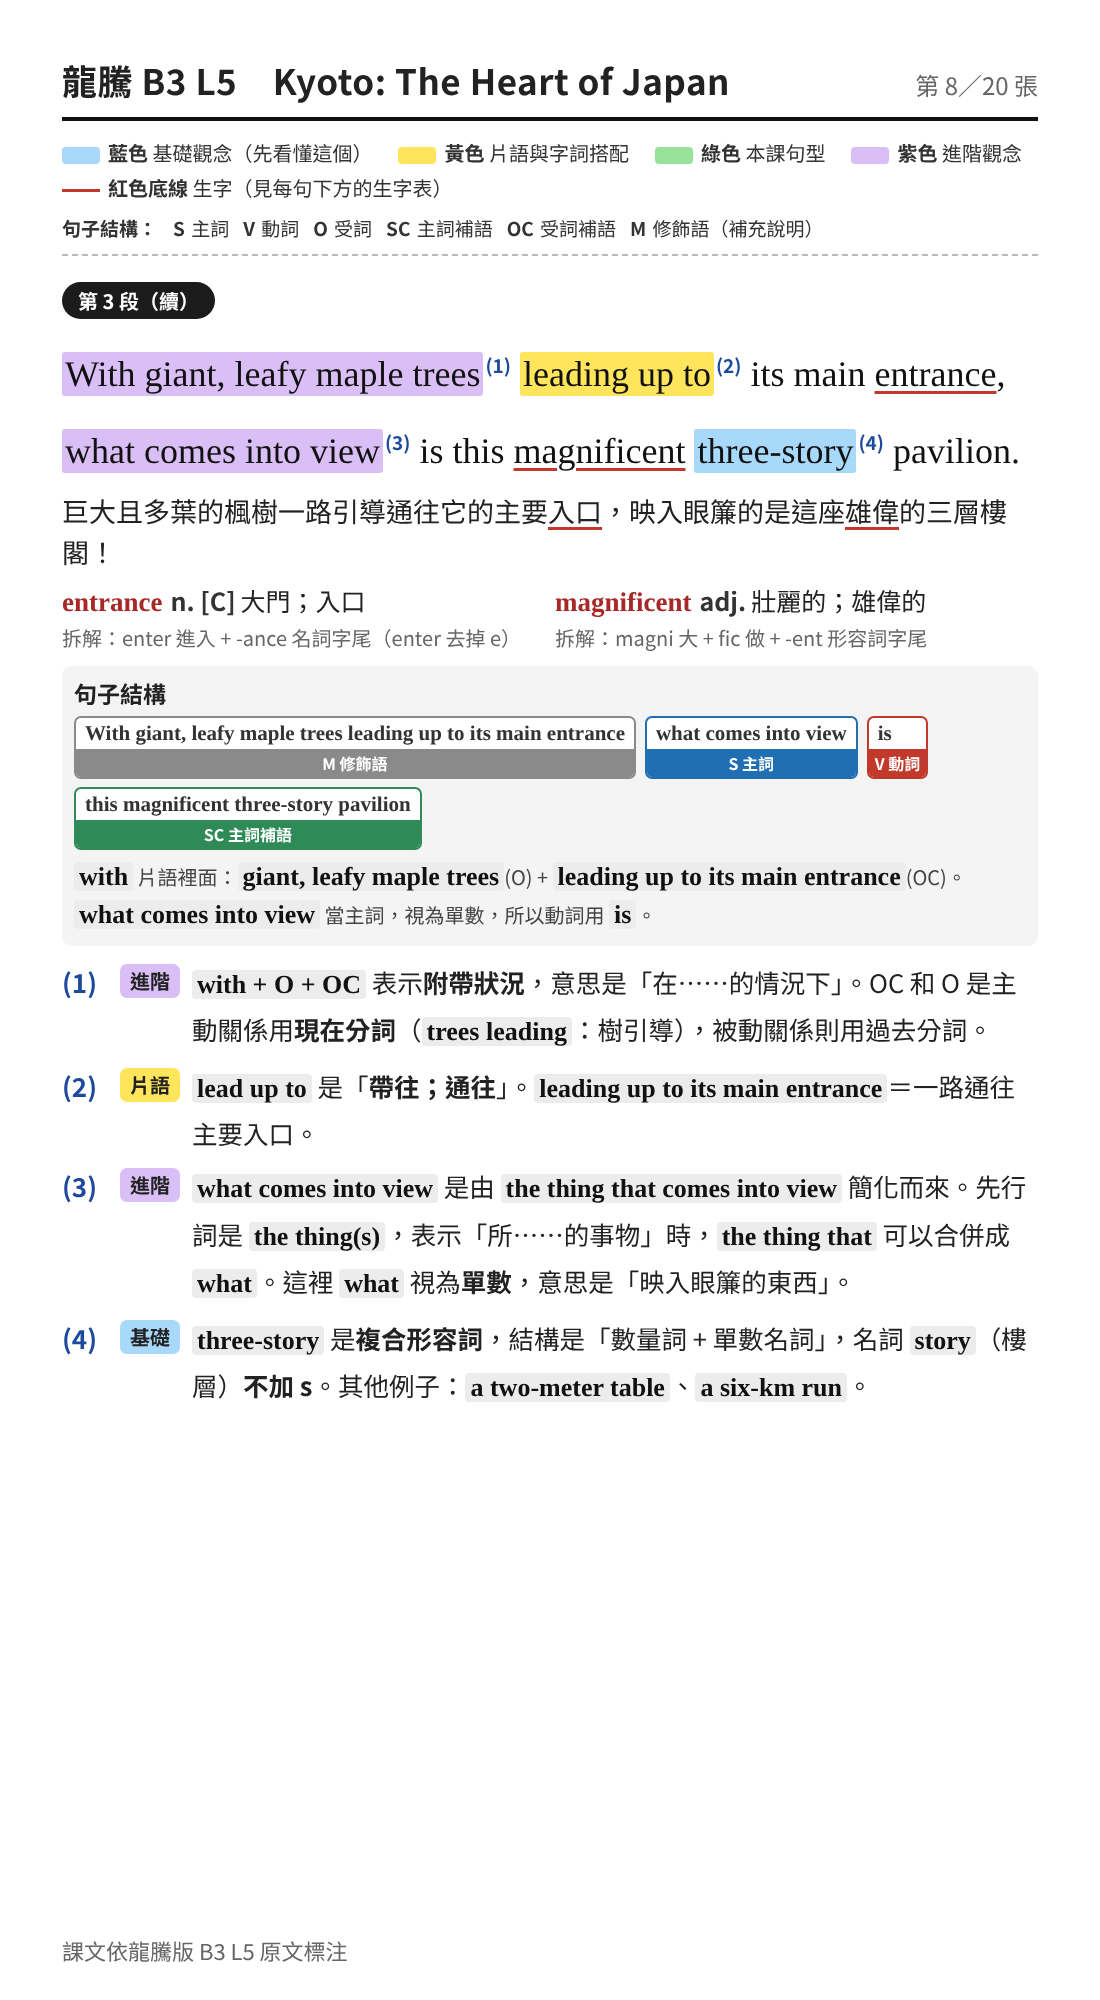 龍騰 B3 L5　Kyoto: The Heart of Japan　第 8／20 張
藍色 基礎觀念（先看懂這個）　黃色 片語與字詞搭配　綠色 本課句型　紫色 進階觀念
紅色底線 生字（見每句下方的生字表）
句子結構：　S 主詞　V 動詞　O 受詞　SC 主詞補語　OC 受詞補語　M 修飾語（補充說明）
第 3 段（續）
With giant, leafy maple trees(1) leading up to(2) its main entrance,
what comes into view(3) is this magnificent three-story(4) pavilion.
巨大且多葉的楓樹一路引導通往它的主要入口，映入眼簾的是這座雄偉的三層樓
閣！
entrance n. [C] 大門；入口　magnificent adj. 壯麗的；雄偉的
拆解：enter 進入 + -ance 名詞字尾（enter 去掉 e）　拆解：magni 大 + fic 做 + -ent 形容詞字尾
句子結構
With giant, leafy maple trees leading up to its main entrance　what comes into view　is
M 修飾語　S 主詞　V 動詞
this magnificent three-story pavilion
SC 主詞補語
with 片語裡面：giant, leafy maple trees (O) + leading up to its main entrance (OC)。
what comes into view 當主詞，視為單數，所以動詞用 is。
(1) 進階 with + O + OC 表示附帶狀況，意思是「在……的情況下」。OC 和 O 是主
動關係用現在分詞（trees leading：樹引導），被動關係則用過去分詞。
(2) 片語 lead up to 是「帶往；通往」。leading up to its main entrance＝一路通往
主要入口。
(3) 進階 what comes into view 是由 the thing that comes into view 簡化而來。先行
詞是 the thing(s)，表示「所……的事物」時，the thing that 可以合併成
what。這裡 what 視為單數，意思是「映入眼簾的東西」。
(4) 基礎 three-story 是複合形容詞，結構是「數量詞 + 單數名詞」，名詞 story（樓
層）不加 s。其他例子：a two-meter table、a six-km run。
課文依龍騰版 B3 L5 原文標注